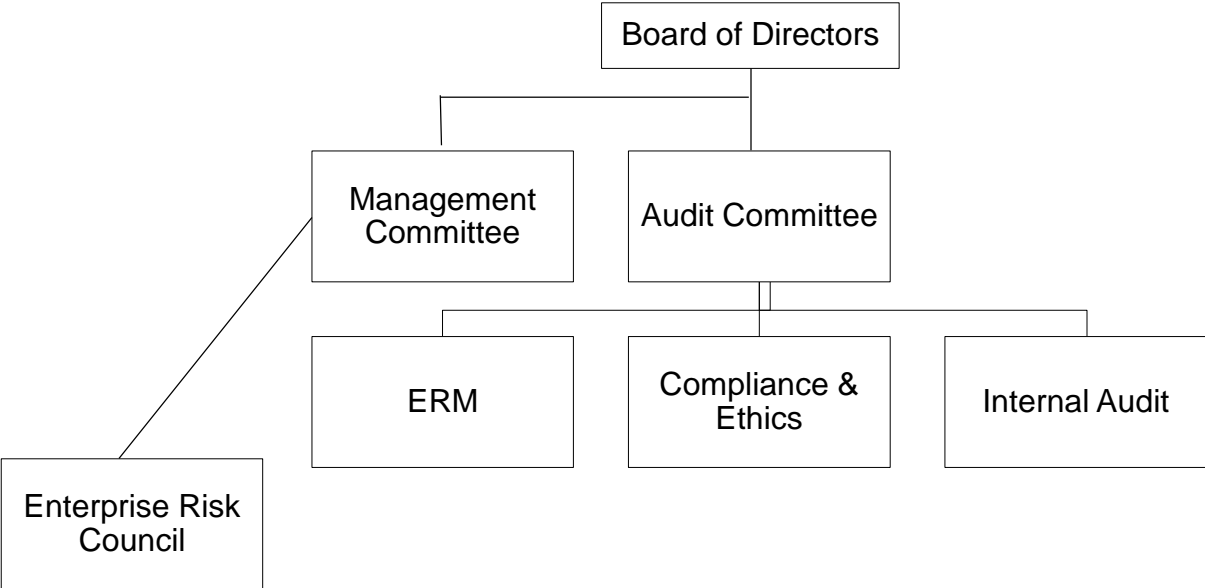 Board of Directors
Management
Committee
Audit Committee
ERM
Compliance &
Ethics
Internal Audit
Enterprise Risk
Council